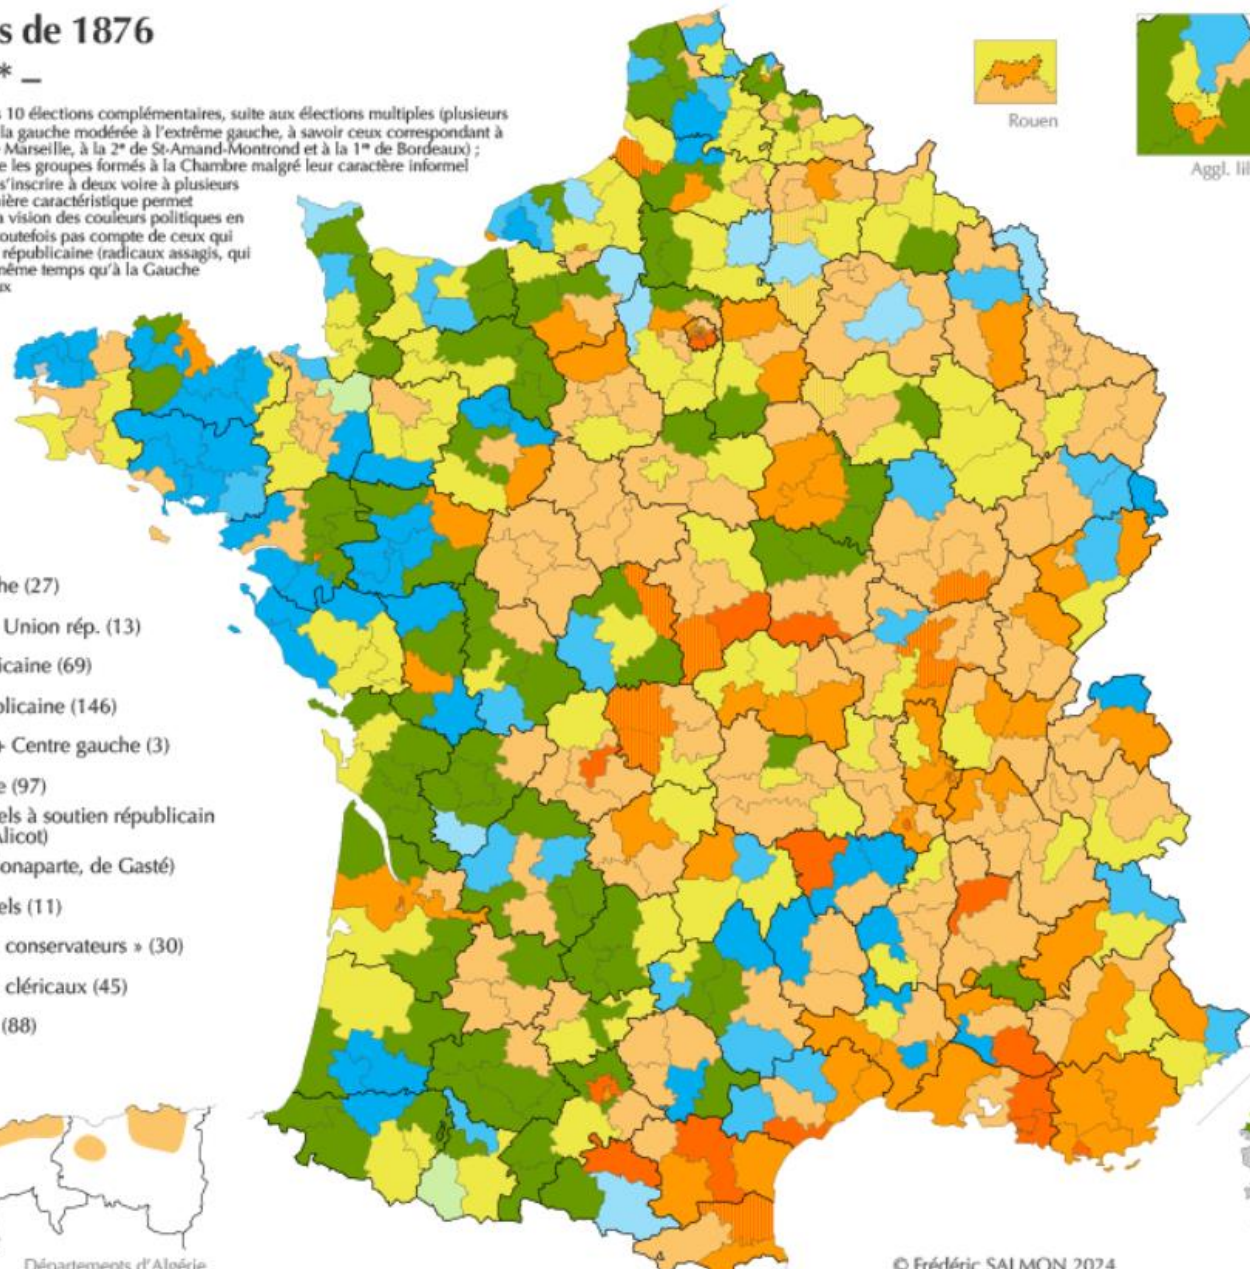 s de 1876
* –
s 10 élections complémentaires, suite aux élections multiples (plusieurs
la gauche modérée à l'extrême gauche, à savoir ceux correspondant à
Marseille, à la 2e de St-Amand-Montrond et à la 1re de Bordeaux) ;
e les groupes formés à la Chambre malgré leur caractère informel
s'inscrire à deux voire à plusieurs
nière caractéristique permet
a vision des couleurs politiques en
outefois pas compte de ceux qui
républicaine (radicaux assagis, qui
nême temps qu'à la Gauche
ux
Rouen
Aggl. lil
he (27)
Union rép. (13)
icaine (69)
olicaine (146)
+ Centre gauche (3)
e (97)
els à soutien républicain
Alicot)
onaparte, de Gasté)
els (11)
conservateurs » (30)
cléricaux (45)
(88)
Départements d'Algérie
© Frédéric SALMON 2024